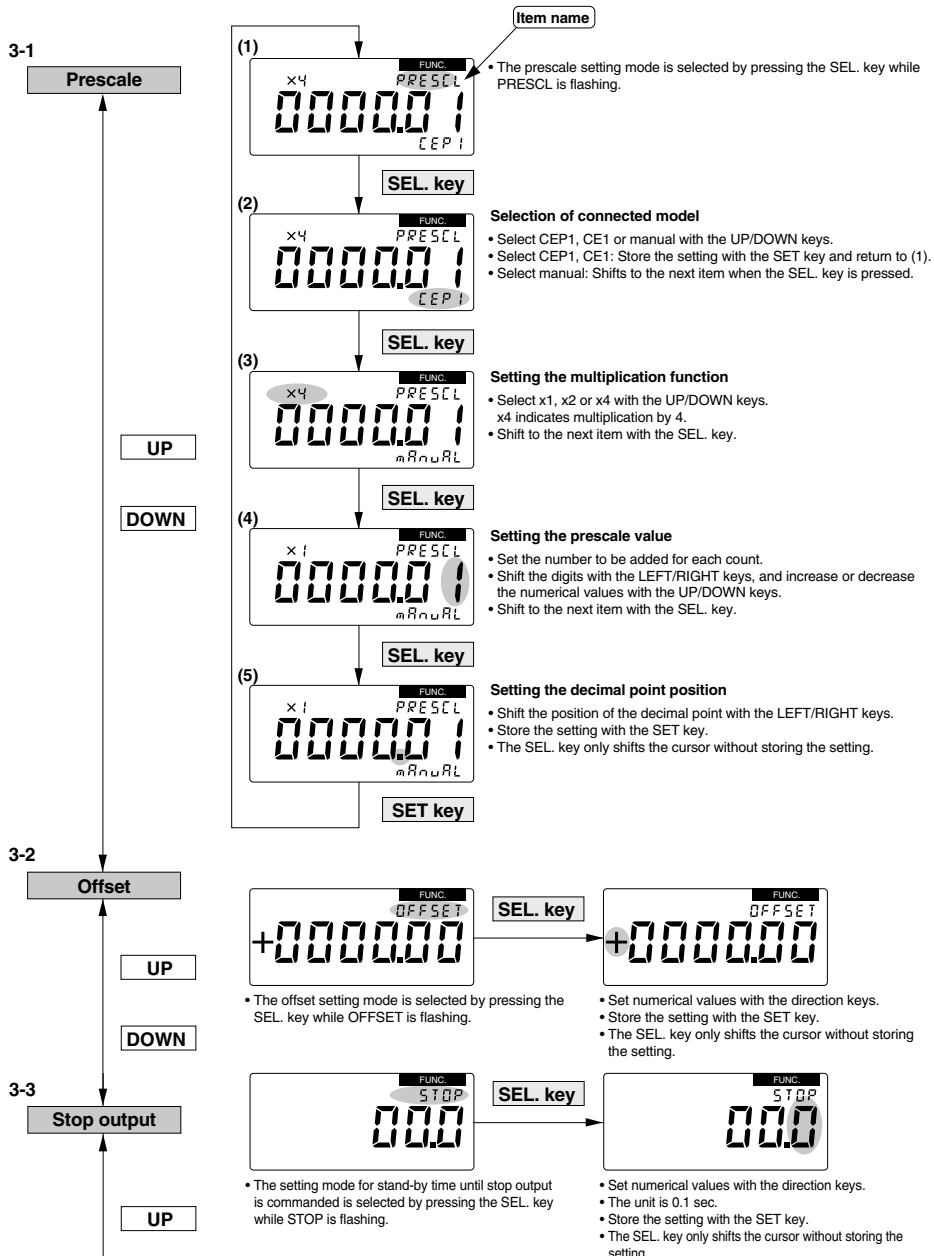 Item name
3-1
Prescale
(1)
FUNC.
×4 PRESCL
0000.01
CEP1
• The prescale setting mode is selected by pressing the SEL. key while
PRESCL is flashing.
SEL. key
(2)
FUNC.
×4 PRESCL
0000.01
CEP1
Selection of connected model
• Select CEP1, CE1 or manual with the UP/DOWN keys.
• Select CEP1, CE1: Store the setting with the SET key and return to (1).
• Select manual: Shifts to the next item when the SEL. key is pressed.
SEL. key
(3)
FUNC.
×4 PRESCL
0000.01
mAnuAL
Setting the multiplication function
• Select x1, x2 or x4 with the UP/DOWN keys.
x4 indicates multiplication by 4.
• Shift to the next item with the SEL. key.
UP
SEL. key
DOWN
(4)
FUNC.
×1 PRESCL
0000.01
mAnuAL
Setting the prescale value
• Set the number to be added for each count.
• Shift the digits with the LEFT/RIGHT keys, and increase or decrease
the numerical values with the UP/DOWN keys.
• Shift to the next item with the SEL. key.
SEL. key
(5)
FUNC.
×1 PRESCL
0000.01
mAnuAL
Setting the decimal point position
• Shift the position of the decimal point with the LEFT/RIGHT keys.
• Store the setting with the SET key.
• The SEL. key only shifts the cursor without storing the setting.
SET key
3-2
Offset
FUNC.
OFFSET
+0000.00
SEL. key
FUNC.
OFFSET
+0000.00
UP
DOWN
• The offset setting mode is selected by pressing the
SEL. key while OFFSET is flashing.
• Set numerical values with the direction keys.
• Store the setting with the SET key.
• The SEL. key only shifts the cursor without storing
the setting.
3-3
Stop output
FUNC.
STOP
00.0
SEL. key
FUNC.
STOP
00.0
UP
• The setting mode for stand-by time until stop output
is commanded is selected by pressing the SEL. key
while STOP is flashing.
• Set numerical values with the direction keys.
• The unit is 0.1 sec.
• Store the setting with the SET key.
• The SEL. key only shifts the cursor without storing the
setting.